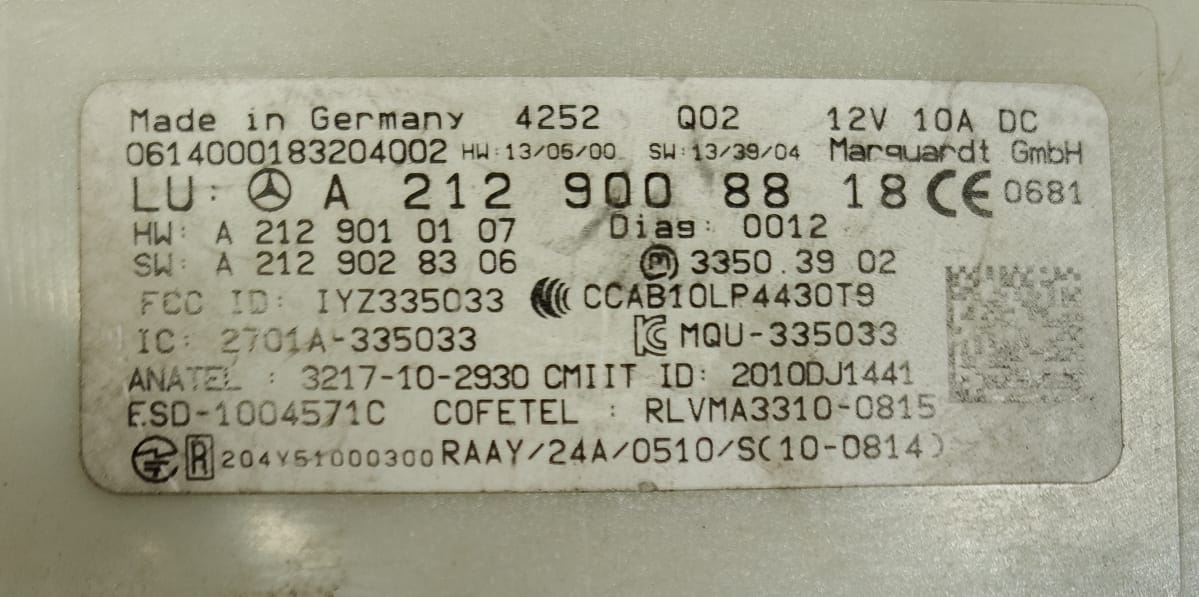 Made in Germany 4252 Q02 12V 10A DC
0614000183204002 HW:13/05/00 SW:13/39/04 Marquardt GmbH
LU: A 212 900 88 18 CE 0681
HW: A 212 901 01 07 Diag: 0012
SW: A 212 902 83 06 3350.39 02
FCC ID: IYZ335033 CCAB10LP4430T9
IC: 2701A-335033 MQU-335033
ANATEL : 3217-10-2930 CMIIT ID: 2010DJ1441
ESD-1004571C COFETEL : RLVMA3310-0815
R 204Y51000300 RAAY/24A/0510/S(10-0814)